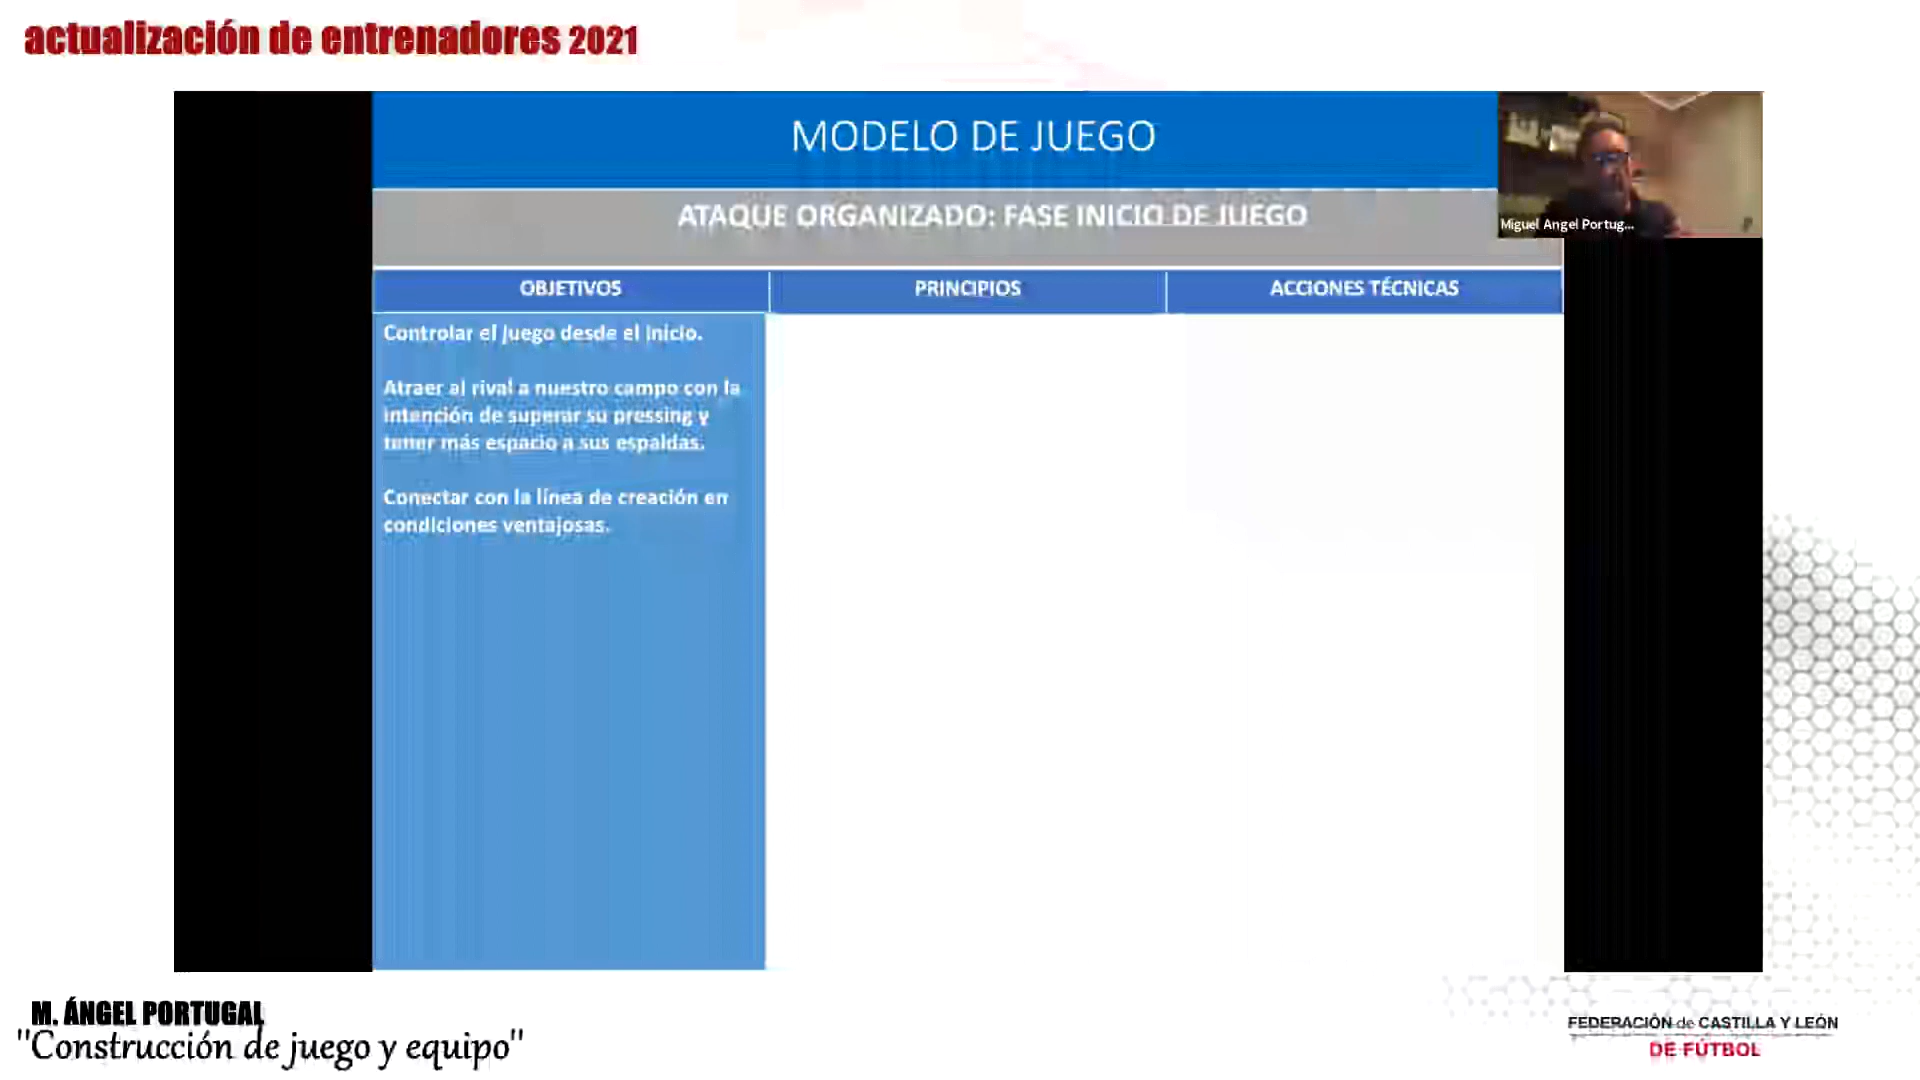 actualización de entrenadores 2021
MODELO DE JUEGO
ATAQUE ORGANIZADO: FASE INICIO DE JUEGO
Miguel Angel Portug...
OBJETIVOS
PRINCIPIOS
ACCIONES TÉCNICAS
Controlar el juego desde el inicio.
Atraer al rival a nuestro campo con la
intención de superar su pressing y
tener más espacio a sus espaldas.
Conectar con la línea de creación en
condiciones ventajosas.
M. ÁNGEL PORTUGAL
"Construcción de juego y equipo"
FEDERACIÓN de CASTILLA Y LEÓN
DE FÚTBOL